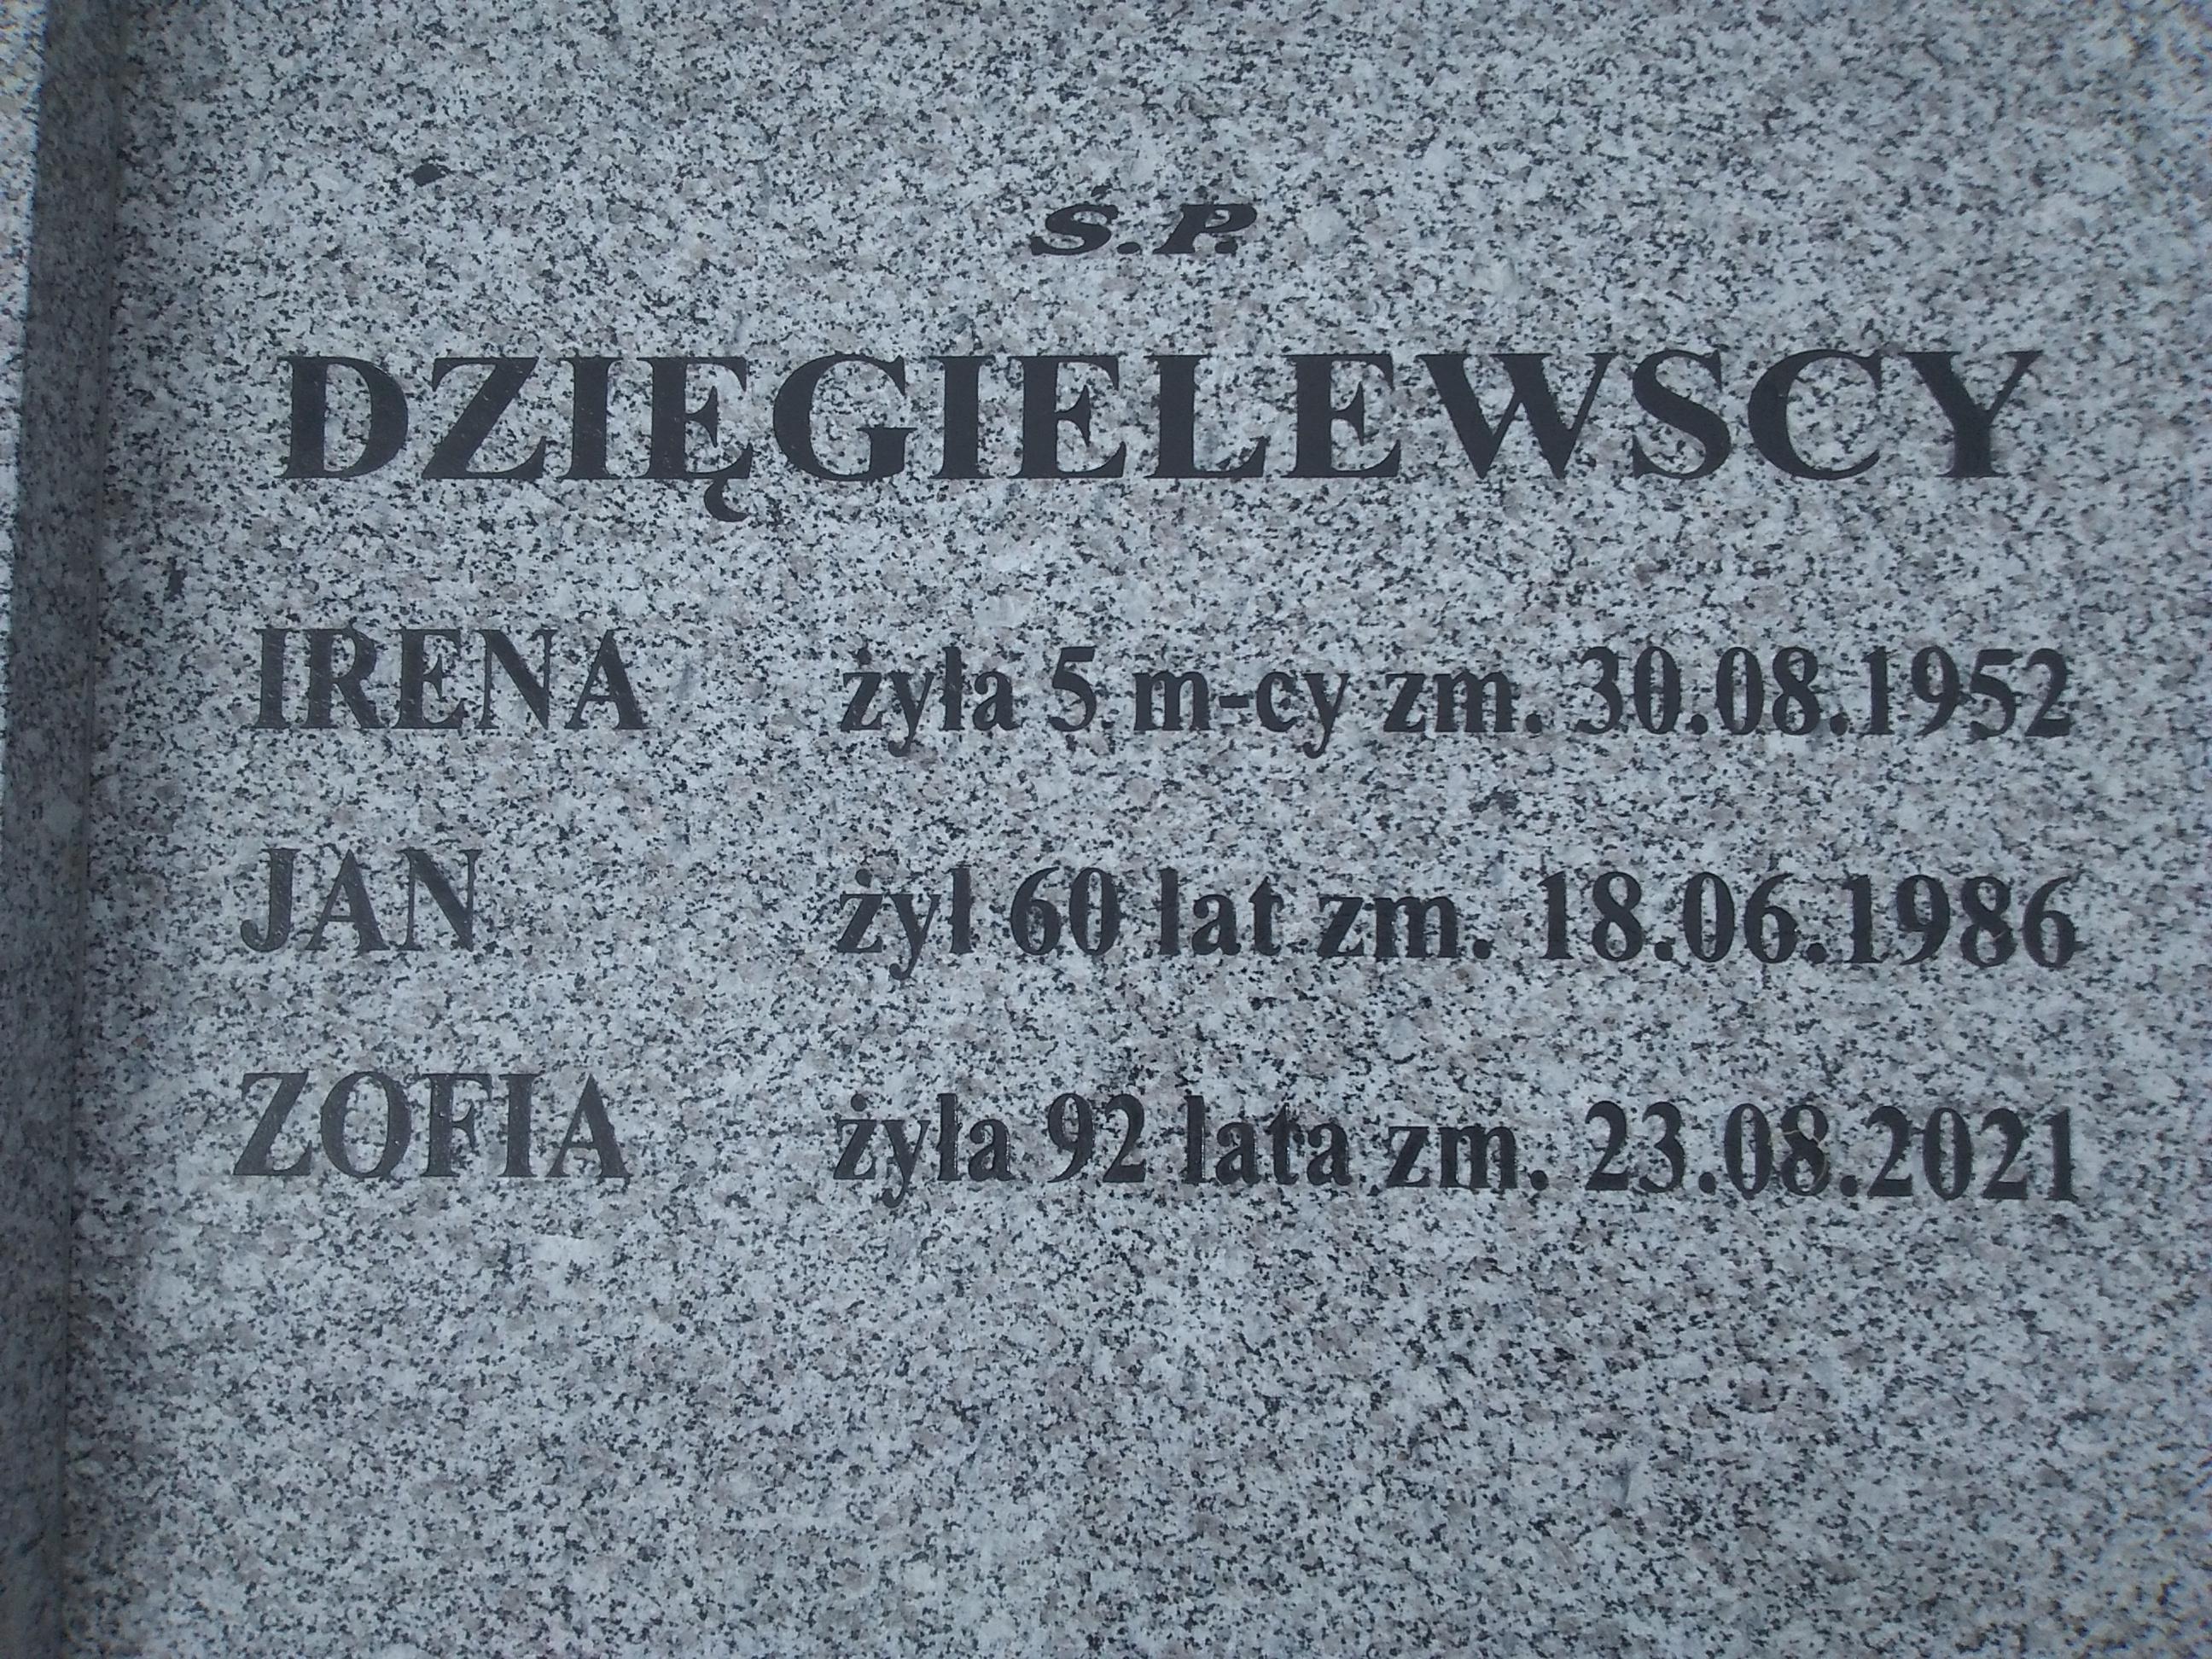 Ś.P.
DZIĘGIELEWSCY
IRENA żyła 5 m-cy zm. 30.08.1952
JAN żył 60 lat zm. 18.06.1986
ZOFIA żyła 92 lata zm. 23.08.2021